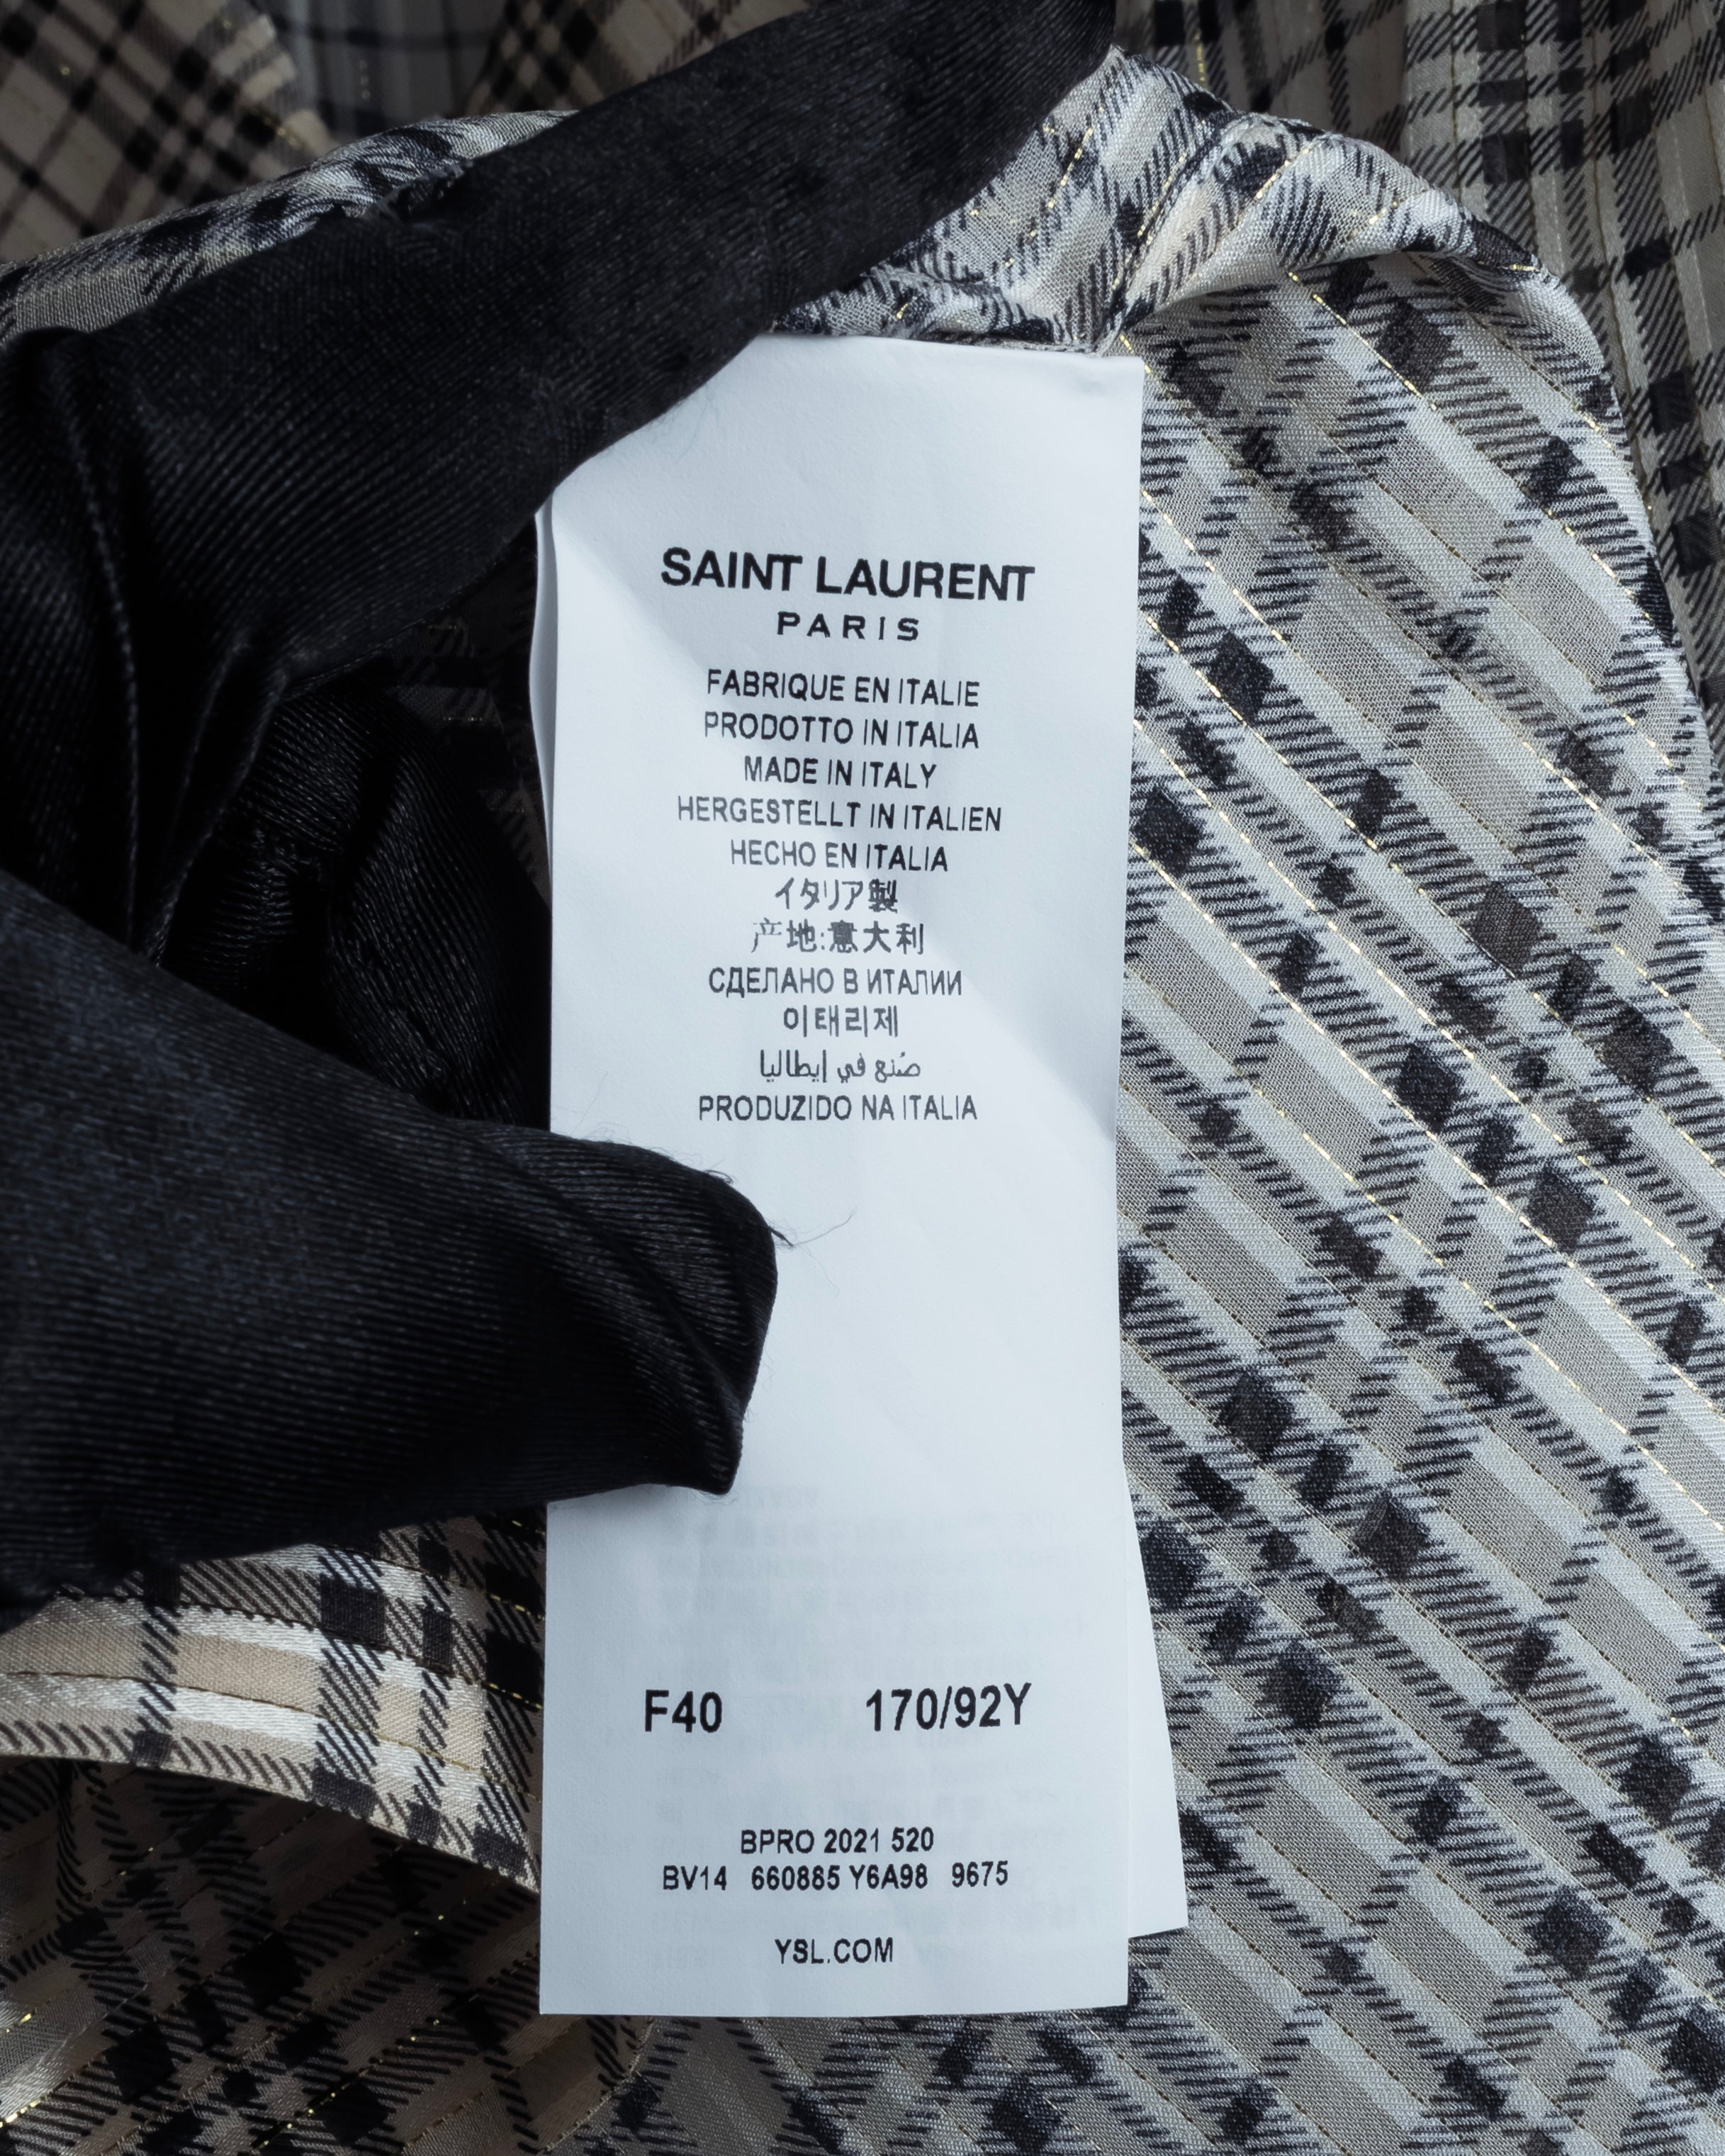 SAINT LAURENT
PARIS
FABRIQUE EN ITALIE
PRODOTTO IN ITALIA
MADE IN ITALY
HERGESTELLT IN ITALIEN
HECHO EN ITALIA
イタリア製
产地:意大利
СДЕЛАНО В ИТАЛИИ
이태리제
صُنع في إيطاليا
PRODUZIDO NA ITALIA
F40 170/92Y
BPRO 2021 520
BV14 660885 Y6A98 9675
YSL.COM